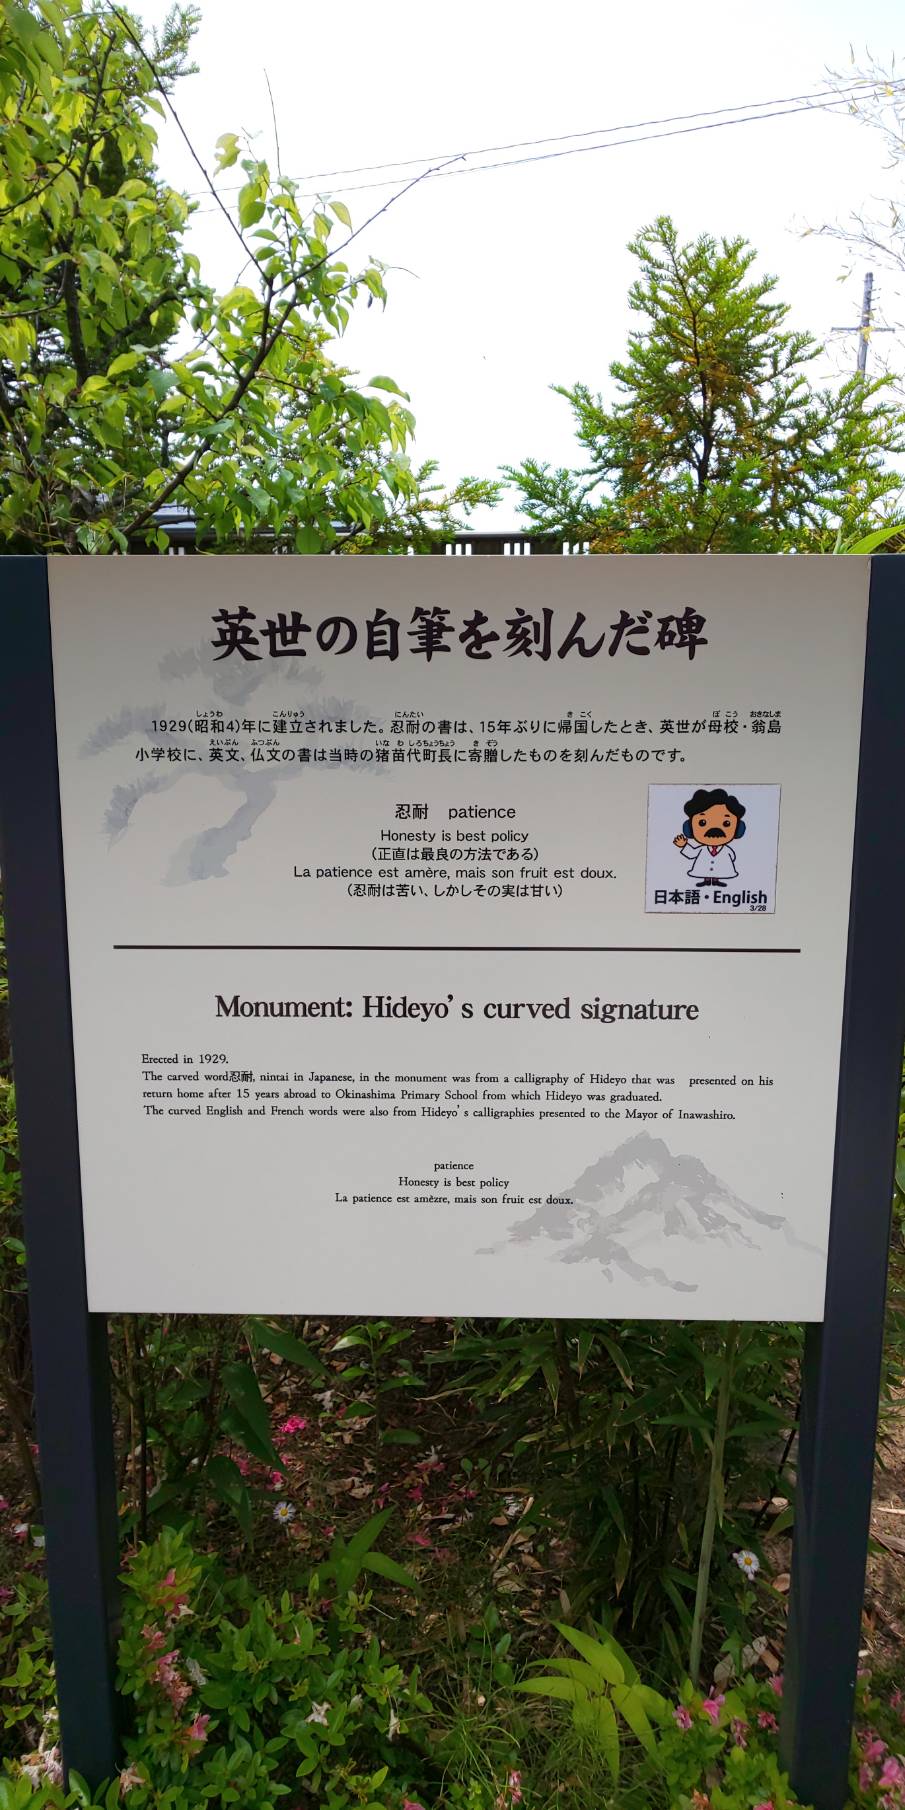 英世の自筆を刻んだ碑
1929(昭和4)年に建立されました。忍耐の書は、15年ぶりに帰国したとき、英世が母校・翁島
小学校に、英文、仏文の書は当時の猪苗代町長に寄贈したものを刻んだものです。
忍耐 patience
Honesty is best policy
(正直は最良の方法である)
La patience est amère, mais son fruit est doux.
(忍耐は苦い、しかしその実は甘い)
日本語・English
3/28
Monument: Hideyo's curved signature
Erected in 1929.
The carved word忍耐, nintai in Japanese, in the monument was from a calligraphy of Hideyo that was presented on his
return home after 15 years abroad to Okinashima Primary School from which Hideyo was graduated.
The curved English and French words were also from Hideyo's calligraphies presented to the Mayor of Inawashiro.
patience
Honesty is best policy
La patience est amèzre, mais son fruit est doux.